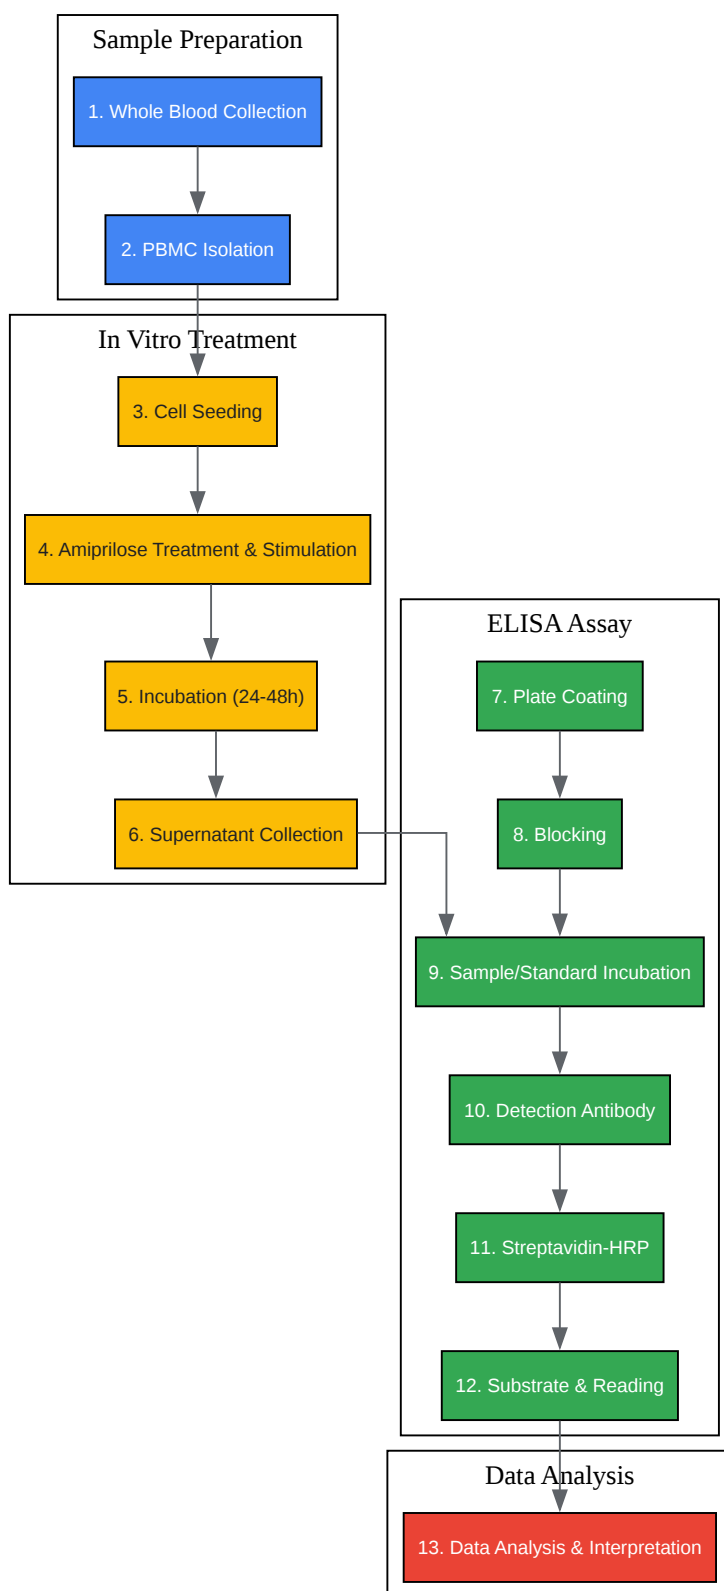 Sample Preparation
1. Whole Blood Collection
2. PBMC Isolation
In Vitro Treatment
3. Cell Seeding
4. Amiprilose Treatment & Stimulation
5. Incubation (24-48h)
6. Supernatant Collection
ELISA Assay
7. Plate Coating
8. Blocking
9. Sample/Standard Incubation
10. Detection Antibody
11. Streptavidin-HRP
12. Substrate & Reading
Data Analysis
13. Data Analysis & Interpretation